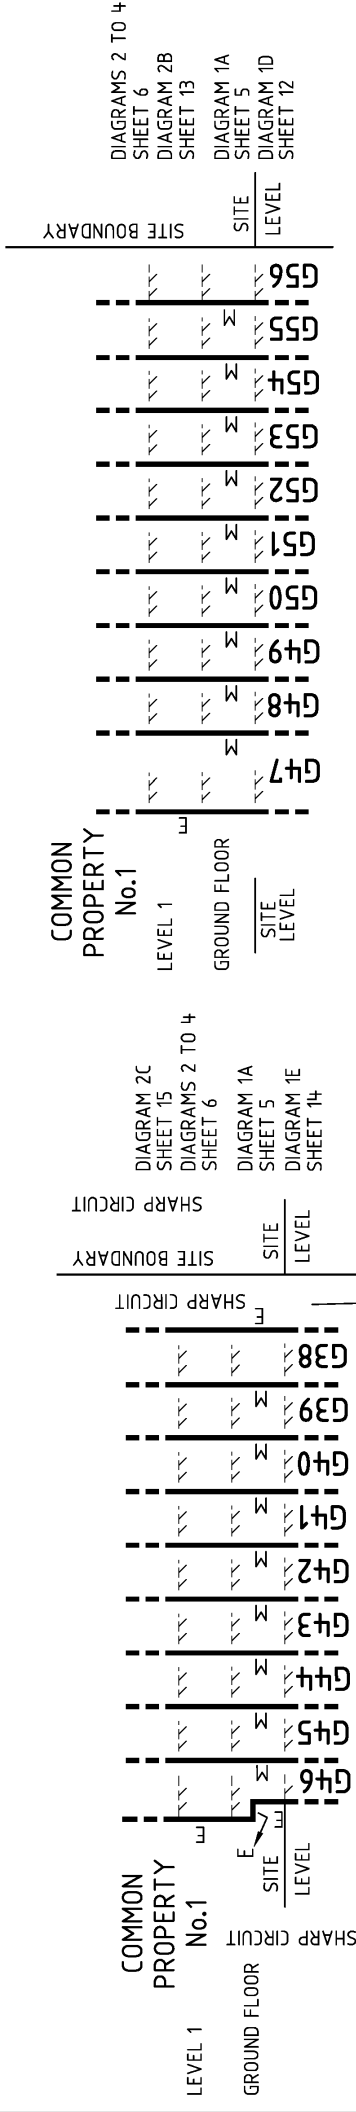 DIAGRAMS 2 TO 4
SHEET 6
DIAGRAM 2B
SHEET 13
DIAGRAM 1A
SHEET 5
DIAGRAM 1D
SHEET 12
SITE BOUNDARY
SITE
LEVEL
G56
M
G55
M
G54
M
G53
M
G52
M
G51
M
G50
M
G49
M
G48
M
G47
E
COMMON
PROPERTY
No.1
LEVEL 1
GROUND FLOOR
SITE
LEVEL
DIAGRAM 2C
SHEET 15
DIAGRAMS 2 TO 4
SHEET 6
DIAGRAM 1A
SHEET 5
DIAGRAM 1E
SHEET 14
SHARP CIRCUIT
SITE BOUNDARY
SITE
LEVEL
SHARP CIRCUIT
E
G38
M
G39
M
G40
M
G41
M
G42
M
G43
M
G44
M
G45
M
G46
E
E
E
COMMON
PROPERTY
No.1
SITE
LEVEL
SHARP CIRCUIT
SHARP CIRCUIT
LEVEL 1
GROUND FLOOR